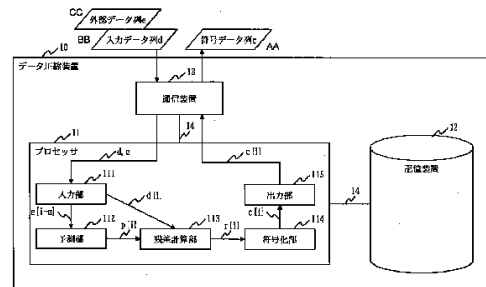 CC
外部データ列e
BB
入力データ列d
符号データ列c
AA
10
データ圧縮装置
13
通信装置
14
11
プロセッサ
12
記憶装置
d,e
c[i]
111
入力部
d[i]
115
出力部
14
e[i-n]
c[i]
112
予測部
p[i]
113
残差計算部
r[i]
114
符号化部